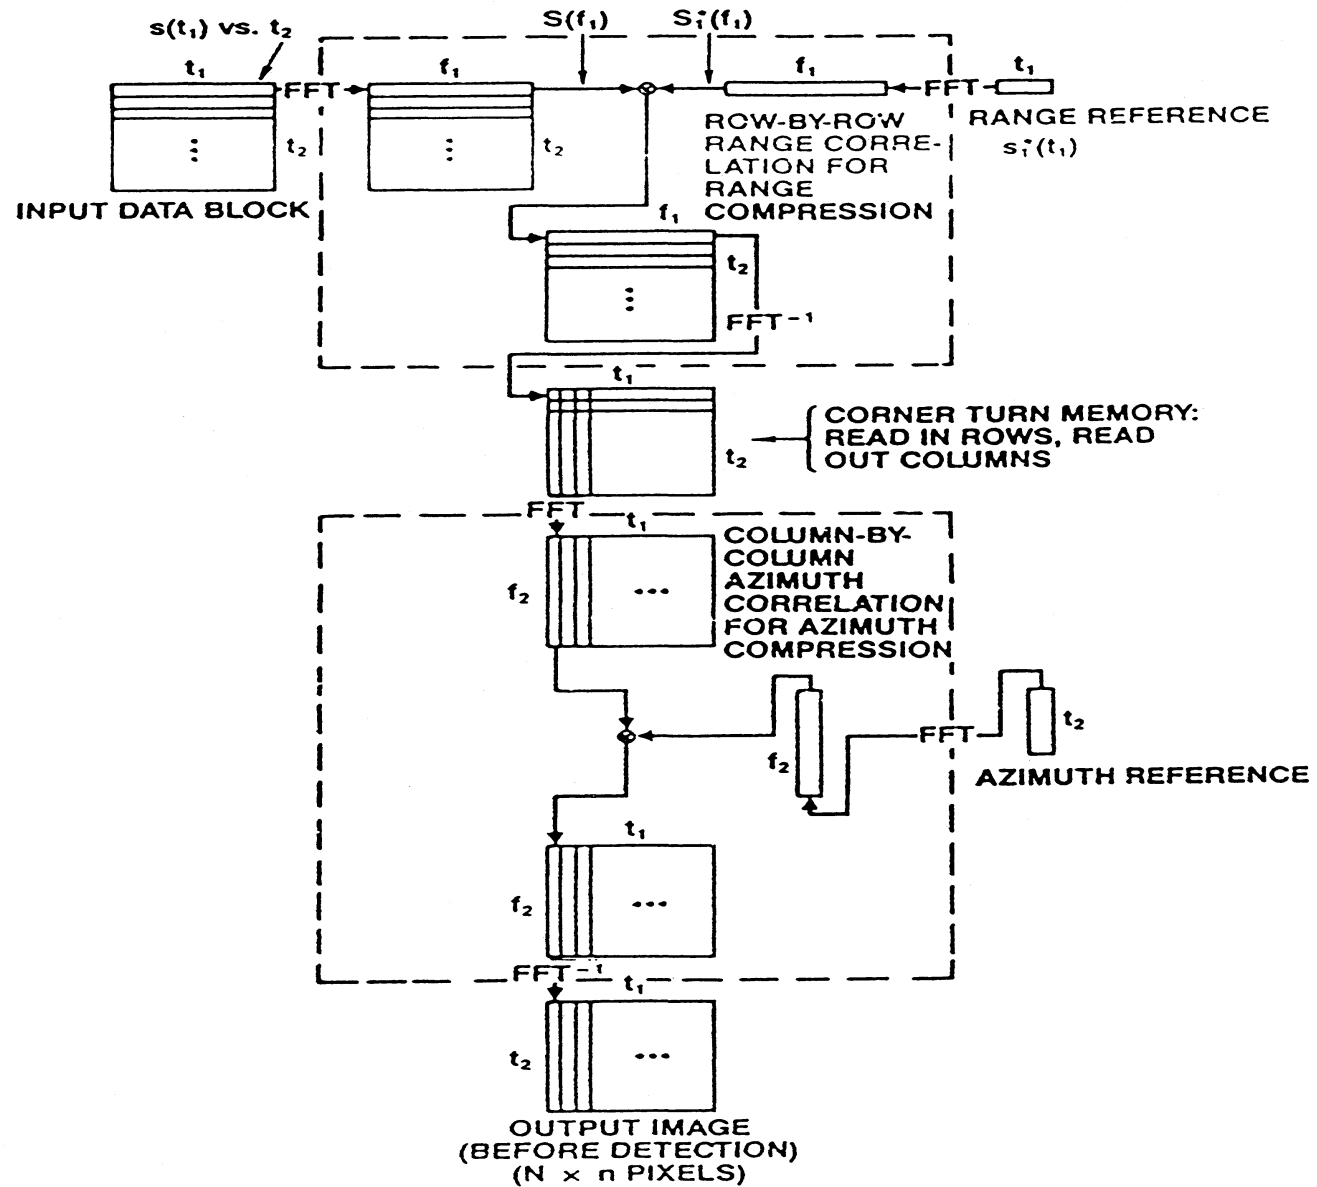 s(t₁) vs. t₂
S(f₁)
S₁*(f₁)
t₁
FFT
f₁
f₁
FFT
t₁
t₂
t₂
ROW-BY-ROW
RANGE CORRE-
LATION FOR
RANGE
COMPRESSION
RANGE REFERENCE
s₁*(t₁)
INPUT DATA BLOCK
f₁
t₂
FFT⁻¹
t₁
t₂
CORNER TURN MEMORY:
READ IN ROWS, READ
OUT COLUMNS
FFT
t₁
f₂
COLUMN-BY-
COLUMN
AZIMUTH
CORRELATION
FOR AZIMUTH
COMPRESSION
f₂
FFT
t₂
AZIMUTH REFERENCE
t₁
f₂
FFT⁻¹
t₁
t₂
OUTPUT IMAGE
(BEFORE DETECTION)
(N × n PIXELS)